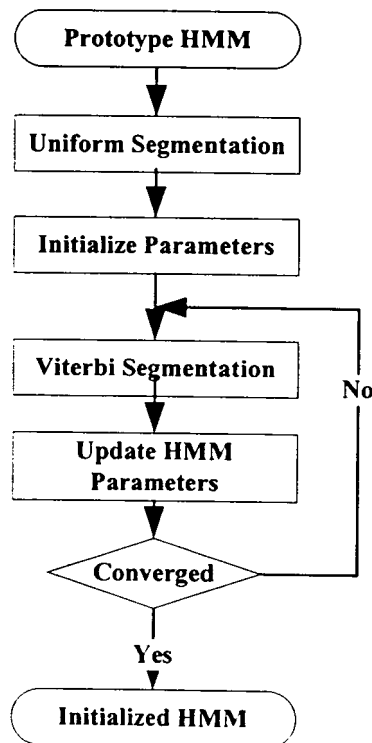 Prototype HMM
Uniform Segmentation
Initialize Parameters
Viterbi Segmentation
No
Update HMM
Parameters
Converged
Yes
Initialized HMM